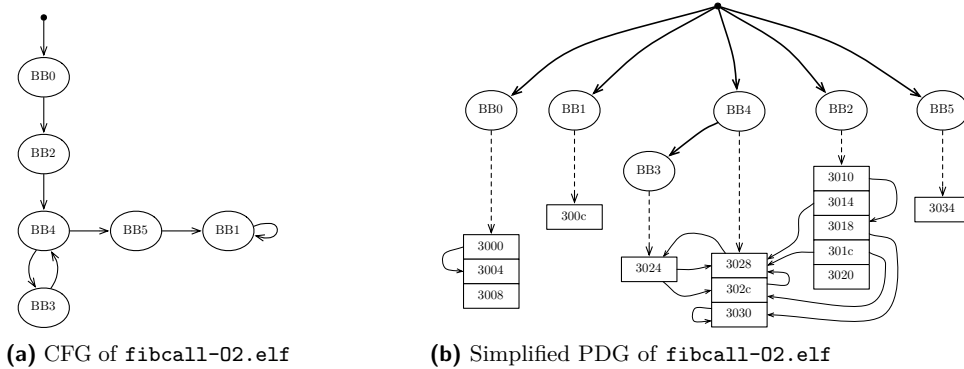 BB0
BB2
BB4
BB5
BB1
BB3
(a) CFG of fibcall-O2.elf
BB0
BB1
BB4
BB2
BB5
BB3
3010
3014
3018
301c
3020
300c
3034
3000
3004
3008
3024
3028
302c
3030
(b) Simplified PDG of fibcall-O2.elf